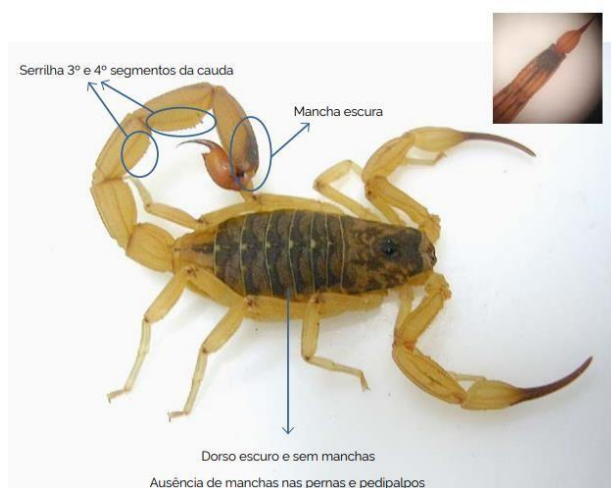 Serrilha 3º e 4º segmentos da cauda
Mancha escura
Dorso escuro e sem manchas
Ausência de manchas nas pernas e pedipalpos